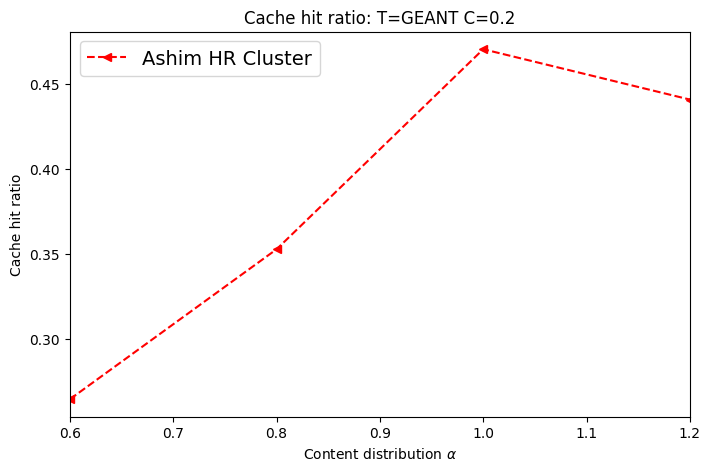 Cache hit ratio: T=GEANT C=0.2
Ashim HR Cluster
Cache hit ratio
0.45
0.40
0.35
0.30
0.6 0.7 0.8 0.9 1.0 1.1 1.2
Content distribution α